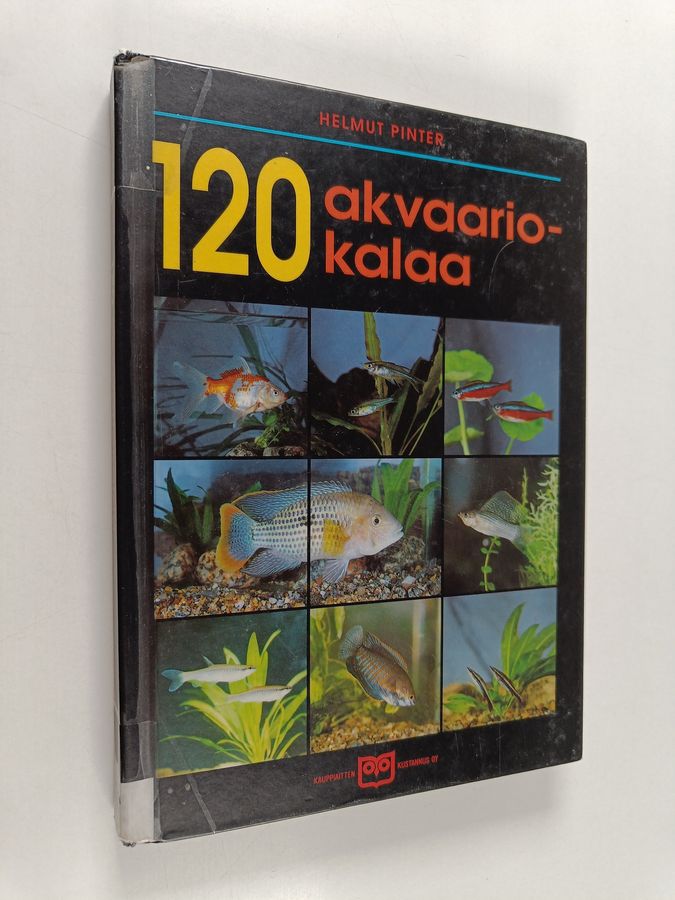 HELMUT PINTER
120 akvaario-
kalaa
KAUPPIAITTEN KUSTANNUS OY